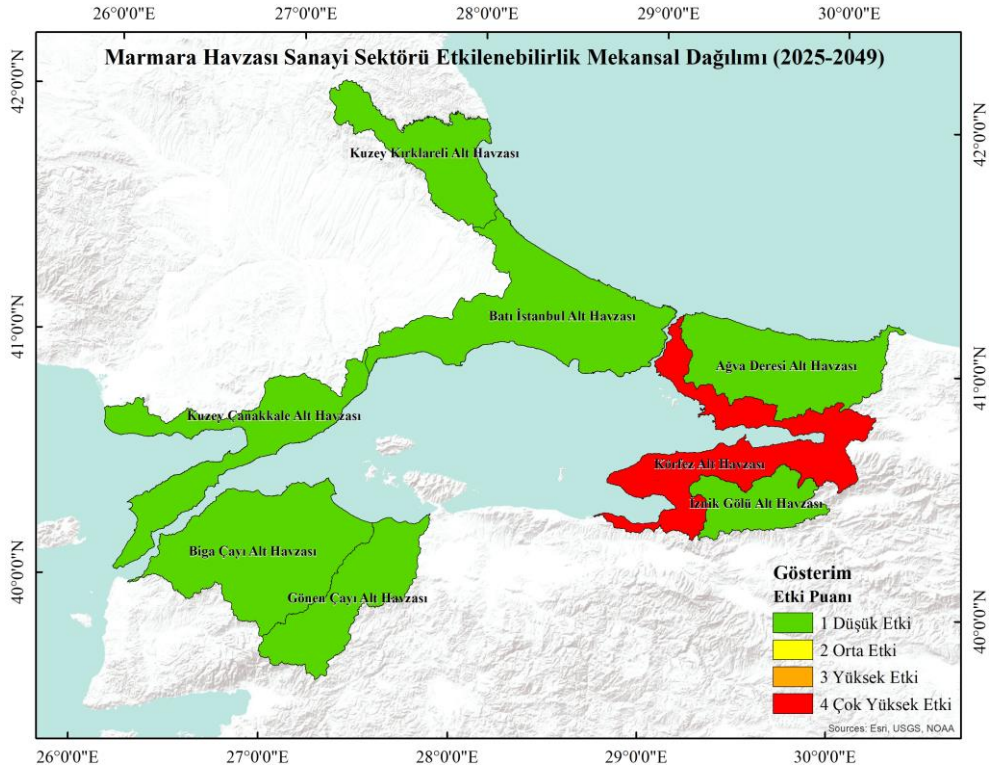 26°0'0"E 27°0'0"E 28°0'0"E 29°0'0"E 30°0'0"E
Marmara Havzası Sanayi Sektörü Etkilenebilirlik Mekansal Dağılımı (2025-2049)
42°0'0"N
42°0'0"N
Kuzey Kırklareli Alt Havzası
Batı İstanbul Alt Havzası
41°0'0"N
Ağva Deresi Alt Havzası
41°0'0"N
Kuzey Çanakkale Alt Havzası
Körfez Alt Havzası
İznik Gölü Alt Havzası
Biga Çayı Alt Havzası
Gönen Çayı Alt Havzası
40°0'0"N
40°0'0"N
Gösterim
Etki Puanı
1 Düşük Etki
2 Orta Etki
3 Yüksek Etki
4 Çok Yüksek Etki
Sources: Esri, USGS, NOAA
26°0'0"E 27°0'0"E 28°0'0"E 29°0'0"E 30°0'0"E